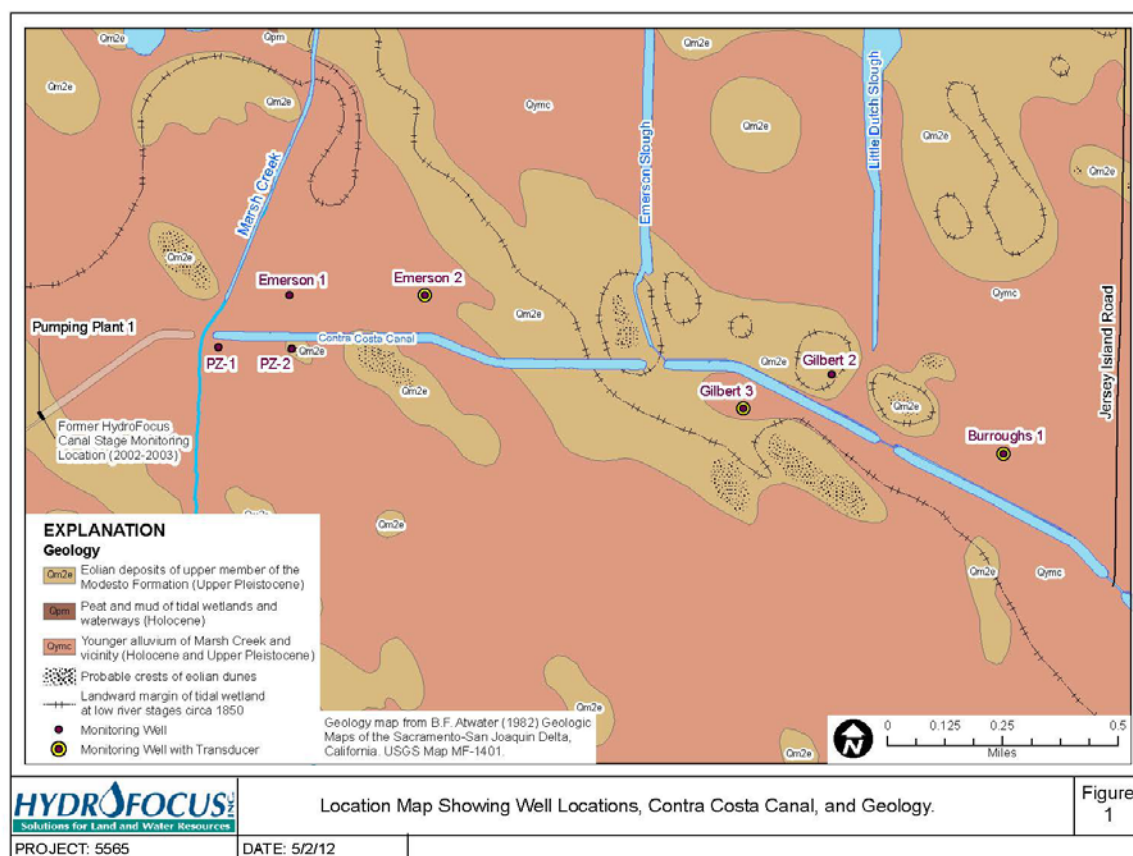 Qm2e
Qpm
Qm2e
Qm2e
Qm2e
Qymc
Qm2e
Qm2e
Marsh Creek
Emerson Slough
Little Dutch Slough
Jersey Island Road
Qm2e
Emerson 1
Emerson 2
Qymc
Qm2e
Pumping Plant 1
Contra Costa Canal
PZ-1
PZ-2
Qm2e
Qm2e
Qm2e
Gilbert 2
Gilbert 3
Qm2e
Burroughs 1
Former HydroFocus
Canal Stage Monitoring
Location (2002-2003)
Qm2e
Qm2e
Qm2e
Qymc
Qm2e
Qm2e
EXPLANATION
Geology
Qm2e Eolian deposits of upper member of the
Modesto Formation (Upper Pleistocene)
Qpm Peat and mud of tidal wetlands and
waterways (Holocene)
Qymc Younger alluvium of Marsh Creek and
vicinity (Holocene and Upper Pleistocene)
Probable crests of eolian dunes
Landward margin of tidal wetland
at low river stages circa 1850
Monitoring Well
Monitoring Well with Transducer
Geology map from B.F. Atwater (1982) Geologic
Maps of the Sacramento-San Joaquin Delta,
California. USGS Map MF-1401.
N
0 0.125 0.25 0.5
Miles
HYDROFOCUS INC.
Solutions for Land and Water Resources
Location Map Showing Well Locations, Contra Costa Canal, and Geology.
Figure
1
PROJECT: 5565
DATE: 5/2/12